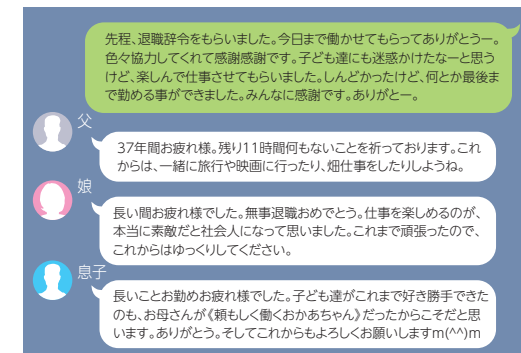 先程、退職辞令をもらいました。今日まで働かせてもらってありがとうー。
色々協力してくれて感謝感謝です。子ども達にも迷惑かけたなーと思う
けど、楽しんで仕事させてもらいました。しんどかったけど、何とか最後ま
で勤める事ができました。みんなに感謝です。ありがとー。
父
37年間お疲れ様。残り11時間何もないことを祈っております。これ
からは、一緒に旅行や映画に行ったり、畑仕事をしたりしようね。
娘
長い間お疲れ様でした。無事退職おめでとう。仕事を楽しめるのが、
本当に素敵だと社会人になって思いました。これまで頑張ったので、
これからはゆっくりしてください。
息子
長いことお勤めお疲れ様でした。子ども達がこれまで好き勝手できた
のも、お母さんが《頼もしく働くおかあちゃん》だったからこそだと思
います。ありがとう。そしてこれからもよろしくお願いしますm(^^)m